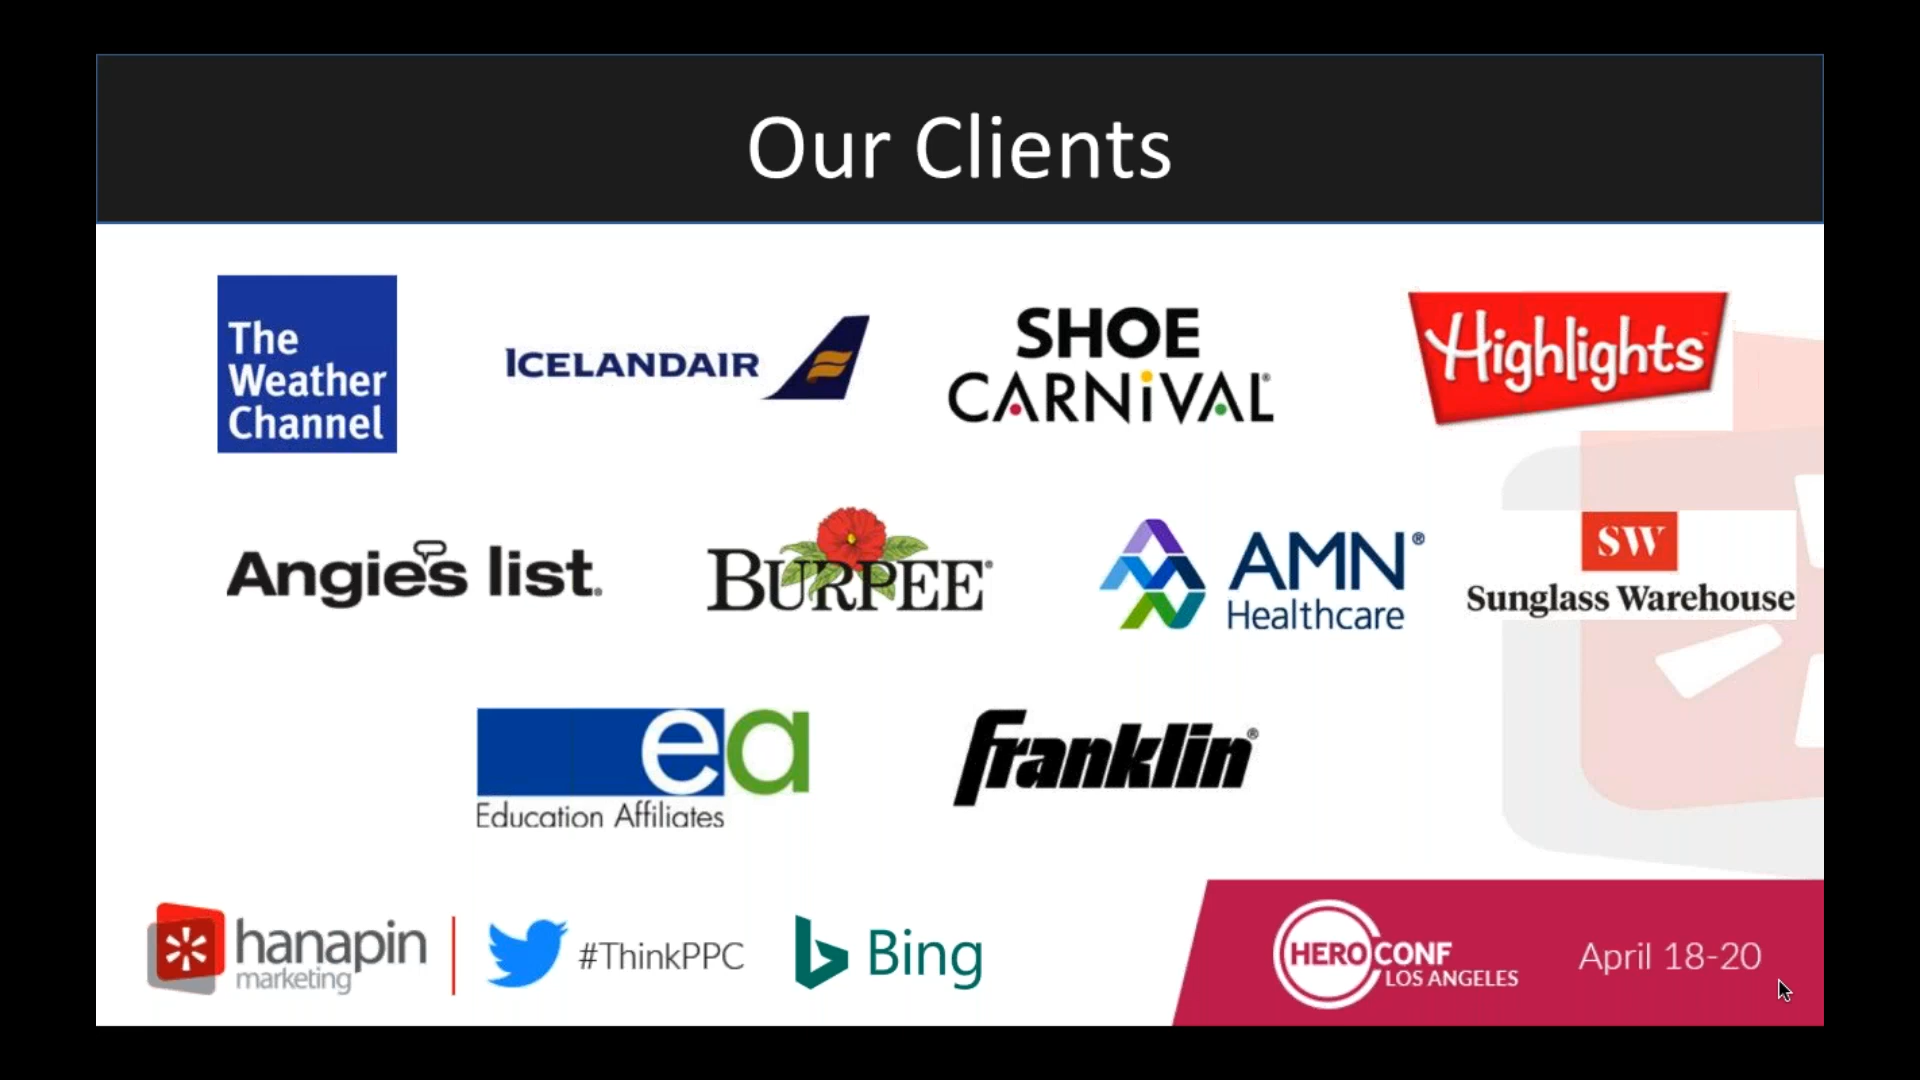 Our Clients
The
Weather
Channel
ICELANDAIR
SHOE
CARNiVAL®
Highlights™
Angie's list.
BURPEE®
AMN®
Healthcare
SW
Sunglass Warehouse
ea
Education Affiliates
franklin®
hanapin
marketing
#ThinkPPC
b Bing
HERO CONF
LOS ANGELES
April 18-20